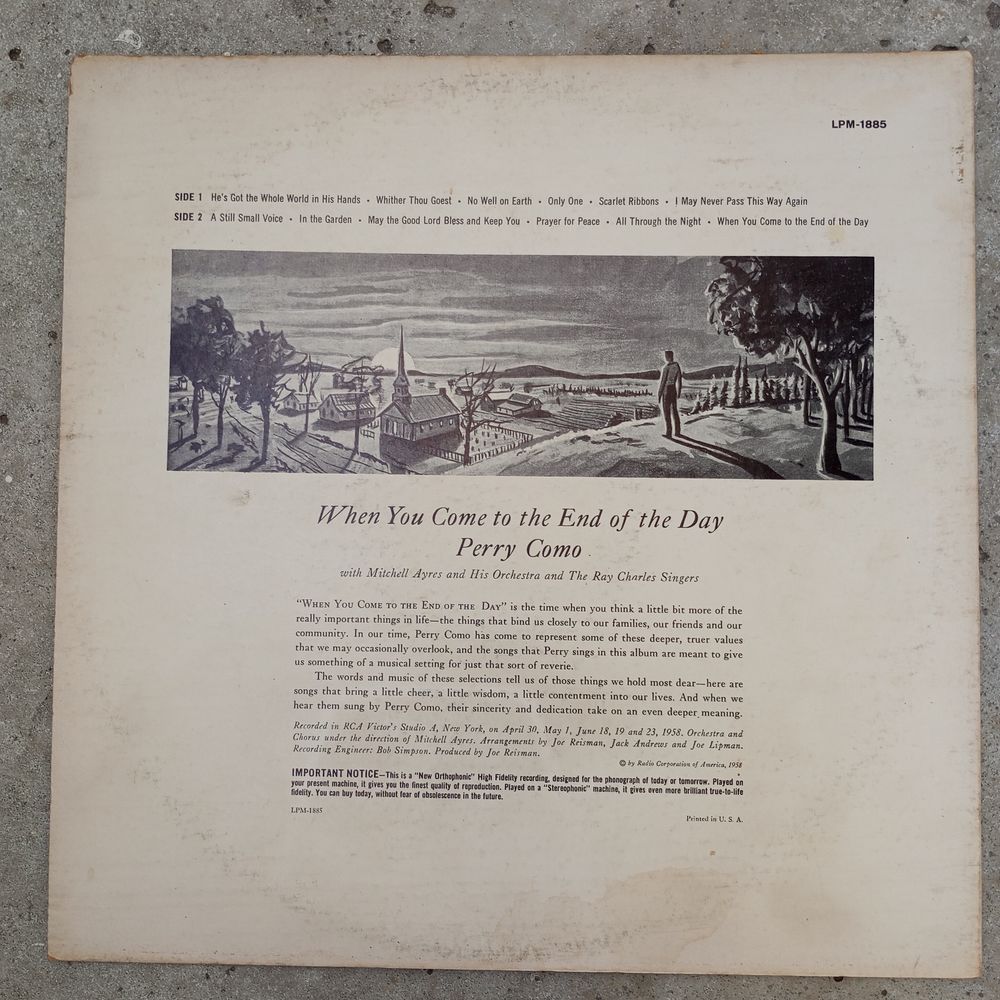 LPM-1885
SIDE 1 He's Got the Whole World in His Hands • Whither Thou Goest • No Well on Earth • Only One • Scarlet Ribbons • I May Never Pass This Way Again
SIDE 2 A Still Small Voice • In the Garden • May the Good Lord Bless and Keep You • Prayer for Peace • All Through the Night • When You Come to the End of the Day
When You Come to the End of the Day
Perry Como
with Mitchell Ayres and His Orchestra and The Ray Charles Singers
"WHEN YOU COME TO THE END OF THE DAY" is the time when you think a little bit more of the
really important things in life—the things that bind us closely to our families, our friends and our
community. In our time, Perry Como has come to represent some of these deeper, truer values
that we may occasionally overlook, and the songs that Perry sings in this album are meant to give
us something of a musical setting for just that sort of reverie.
The words and music of these selections tell us of those things we hold most dear—here are
songs that bring a little cheer, a little wisdom, a little contentment into our lives. And when we
hear them sung by Perry Como, their sincerity and dedication take on an even deeper meaning.
Recorded in RCA Victor's Studio A, New York, on April 30, May 1, June 18, 19 and 23, 1958. Orchestra and
Chorus under the direction of Mitchell Ayres. Arrangements by Joe Reisman, Jack Andrews and Joe Lipman.
Recording Engineer: Bob Simpson. Produced by Joe Reisman.
© by Radio Corporation of America, 1958
IMPORTANT NOTICE—This is a "New Orthophonic" High Fidelity recording, designed for the phonograph of today or tomorrow. Played on
your present machine, it gives you the finest quality of reproduction. Played on a "Stereophonic" machine, it gives even more brilliant true-to-life
fidelity. You can buy today, without fear of obsolescence in the future.
LPM-1885
Printed in U. S. A.